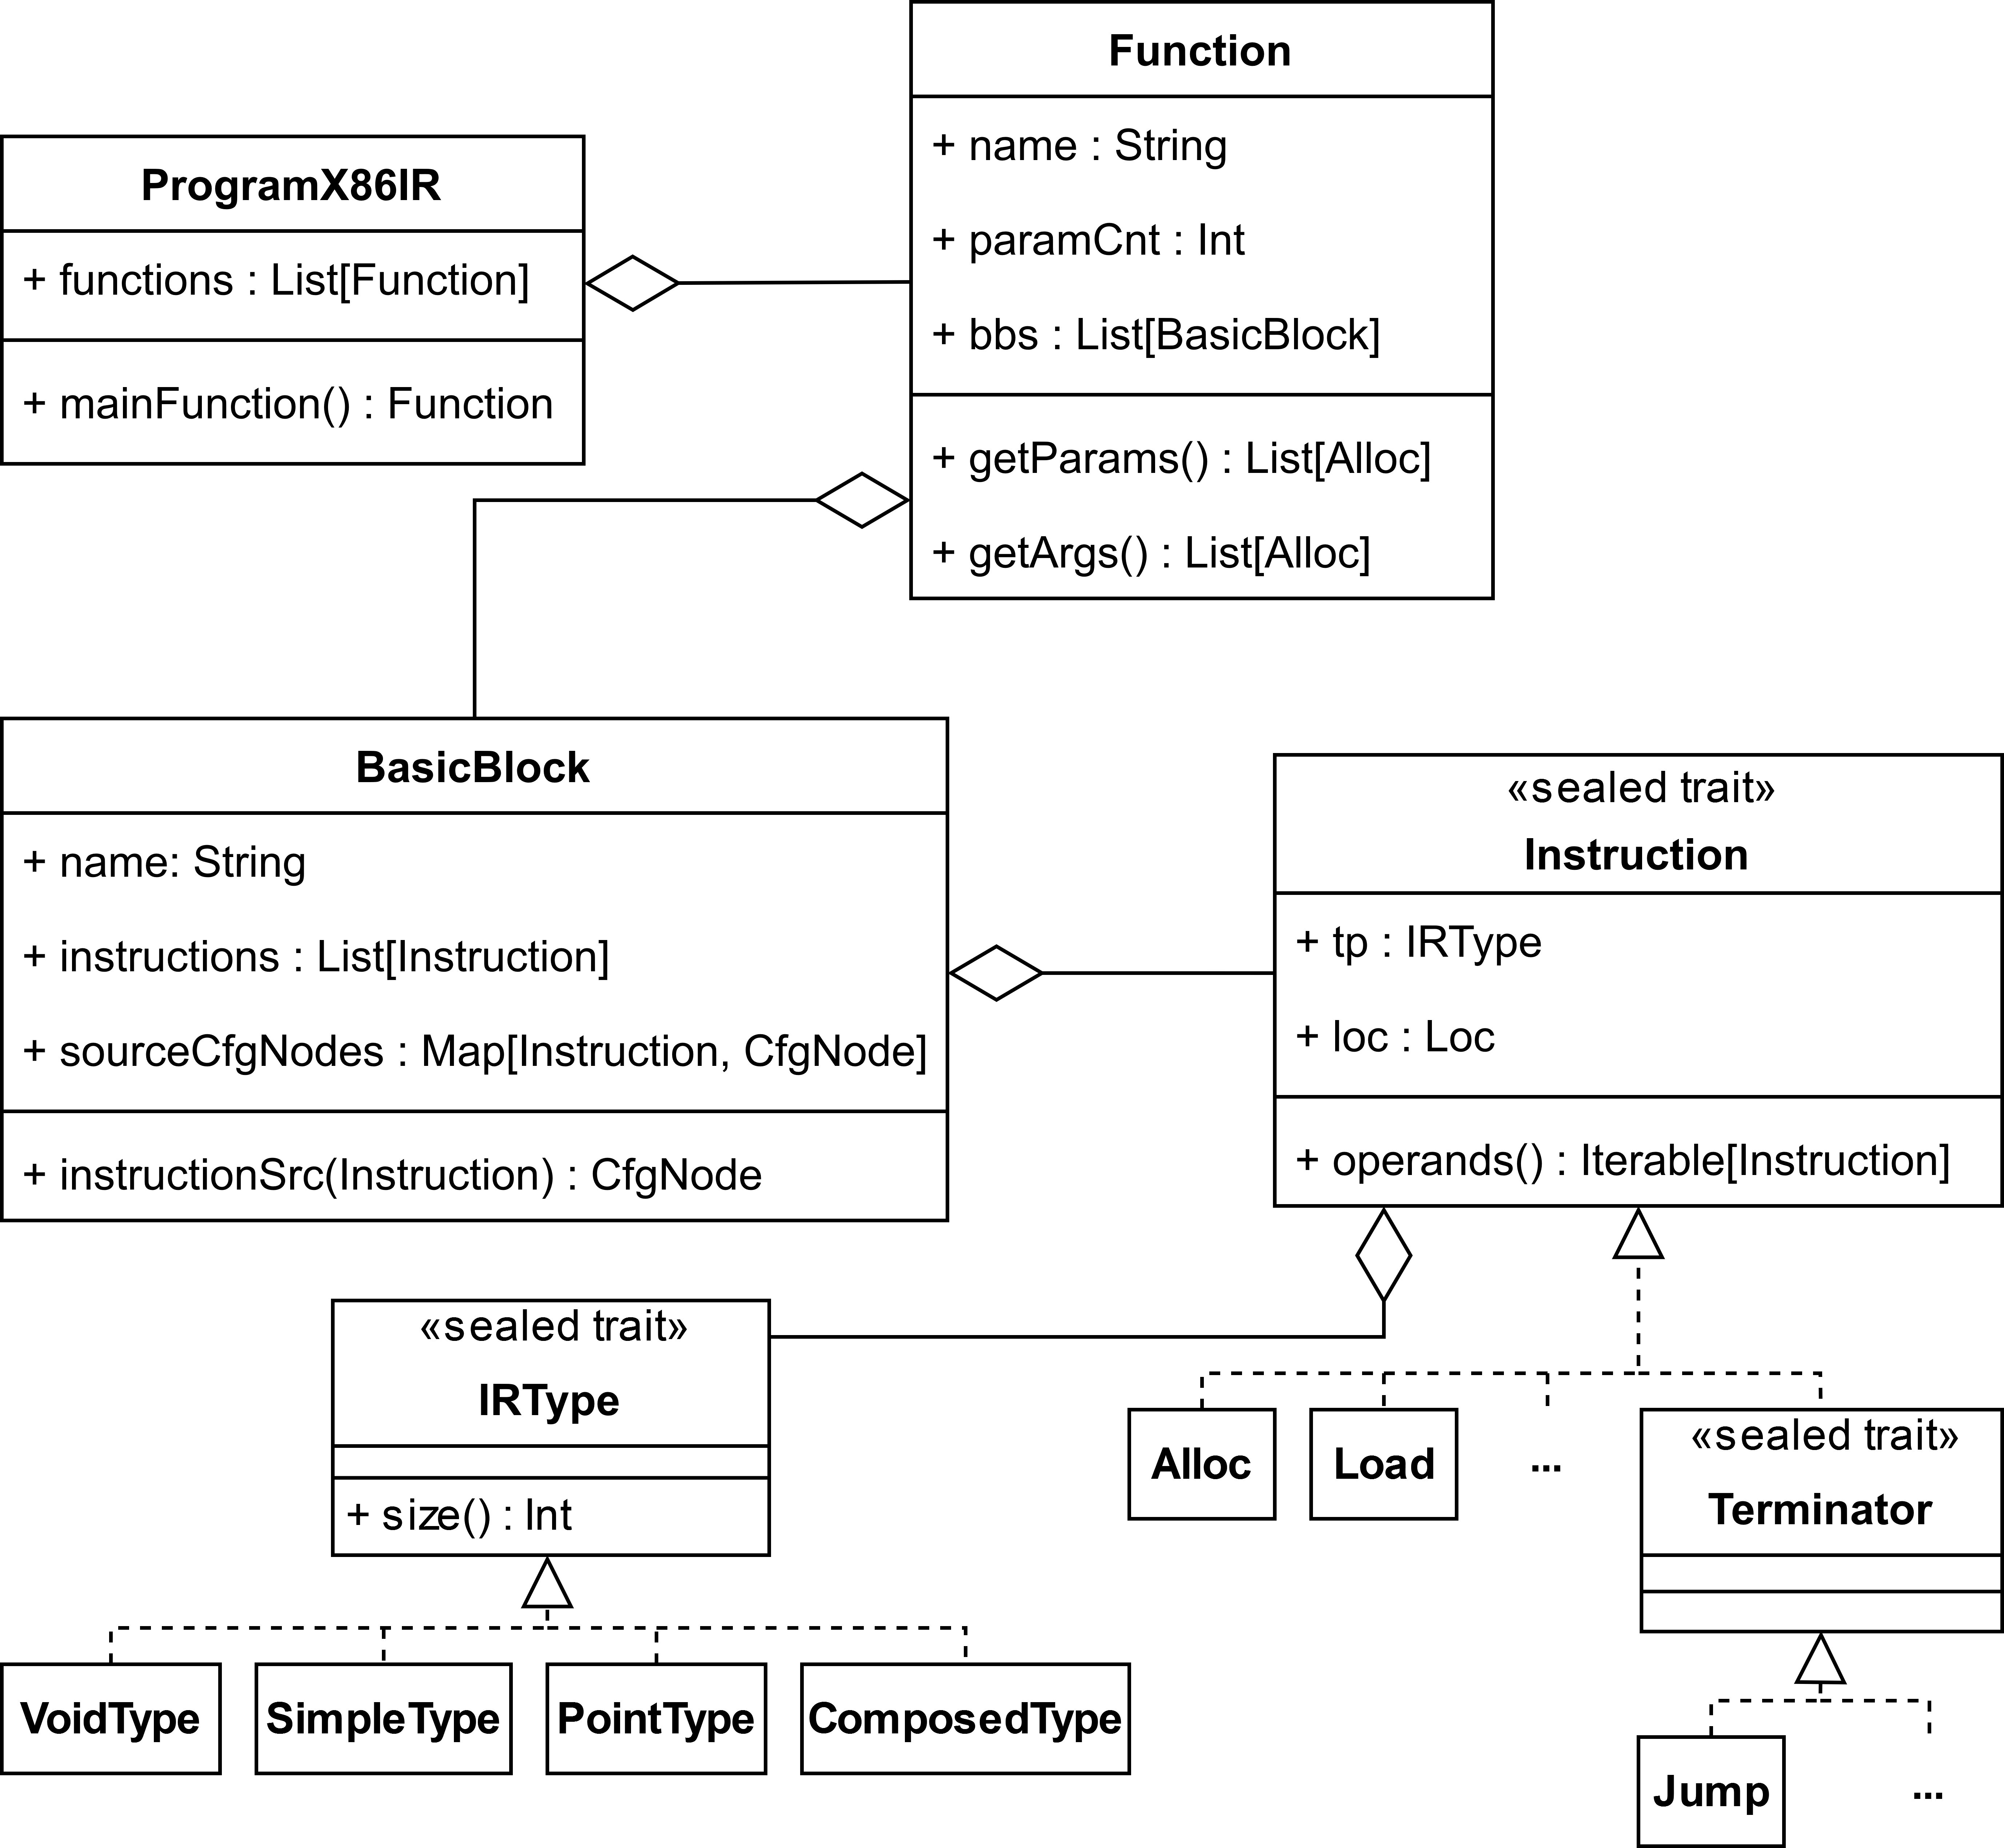 Function
+ name : String
+ paramCnt : Int
+ bbs : List[BasicBlock]
+ getParams() : List[Alloc]
+ getArgs() : List[Alloc]
ProgramX86IR
+ functions : List[Function]
+ mainFunction() : Function
BasicBlock
+ name: String
+ instructions : List[Instruction]
+ sourceCfgNodes : Map[Instruction, CfgNode]
+ instructionSrc(Instruction) : CfgNode
«sealed trait»
Instruction
+ tp : IRType
+ loc : Loc
+ operands() : Iterable[Instruction]
«sealed trait»
IRType
+ size() : Int
Alloc
Load
...
«sealed trait»
Terminator
VoidType
SimpleType
PointType
ComposedType
Jump
...